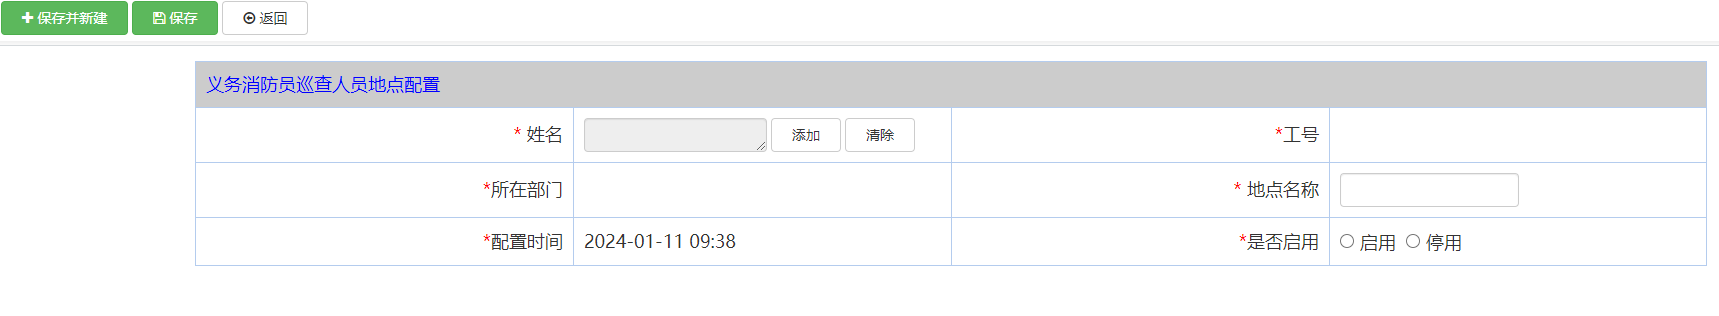 保存并新建 保存 返回
义务消防员巡查人员地点配置
* 姓名 添加 清除 *工号
*所在部门 * 地点名称
*配置时间 2024-01-11 09:38 *是否启用 启用 停用